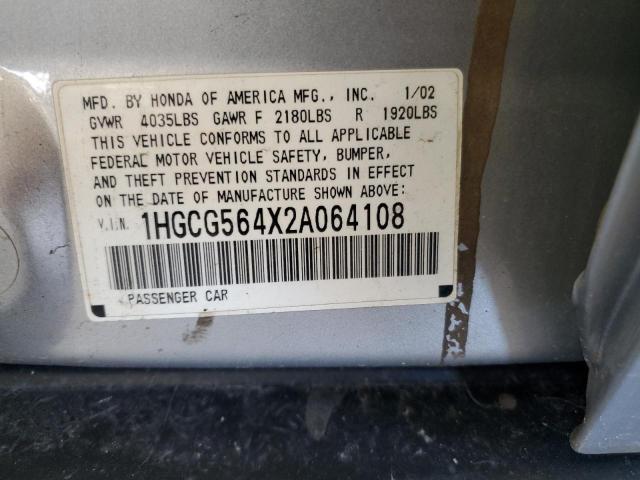 MFD. BY HONDA OF AMERICA MFG., INC. 1/02
GVWR 4035LBS GAWR F 2180LBS R 1920LBS
THIS VEHICLE CONFORMS TO ALL APPLICABLE
FEDERAL MOTOR VEHICLE SAFETY, BUMPER,
AND THEFT PREVENTION STANDARDS IN EFFECT
ON THE DATE OF MANUFACTURE SHOWN ABOVE:
V.I.N. 1HGCG564X2A064108
PASSENGER CAR